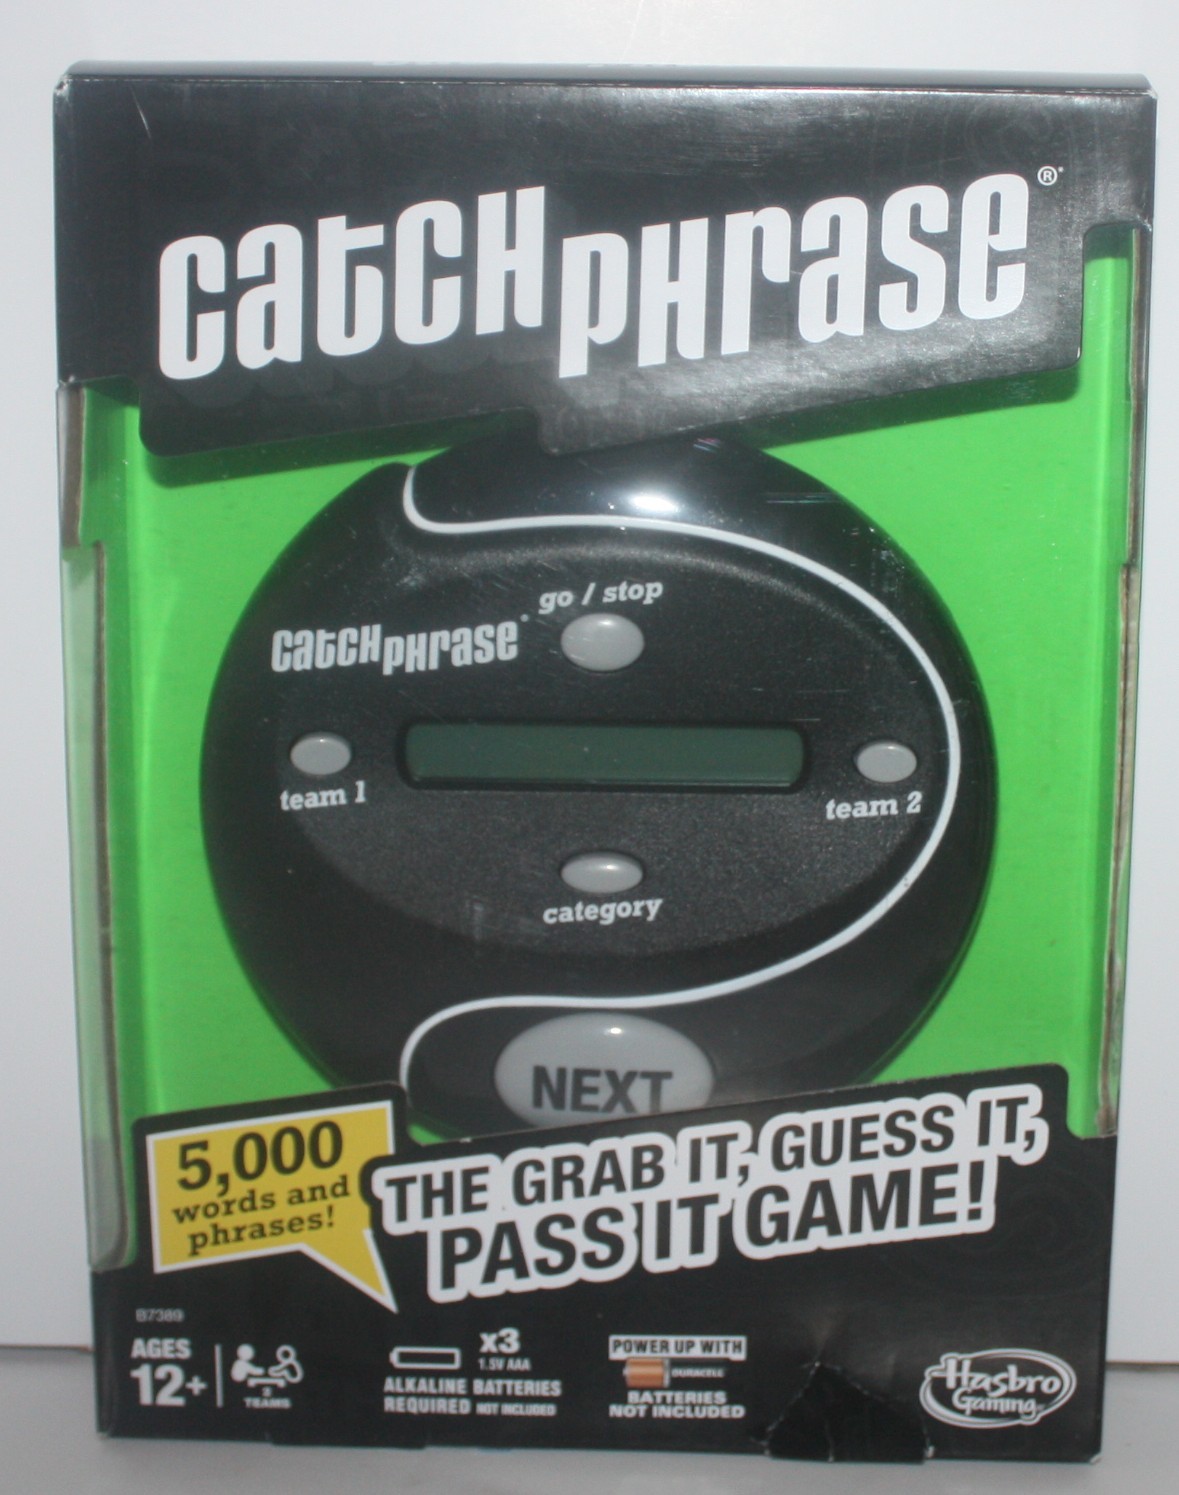 CatCHPHrase®
go / stop
CatCHPHrase
team 1
team 2
category
NEXT
5,000
words and
phrases!
THE GRAB IT, GUESS IT,
PASS IT GAME!
B7389
AGES
12+
2
TEAMS
x3
1.5V AAA
ALKALINE BATTERIES
REQUIRED NOT INCLUDED
POWER UP WITH
DURACELL
BATTERIES
NOT INCLUDED
Hasbro
Gaming